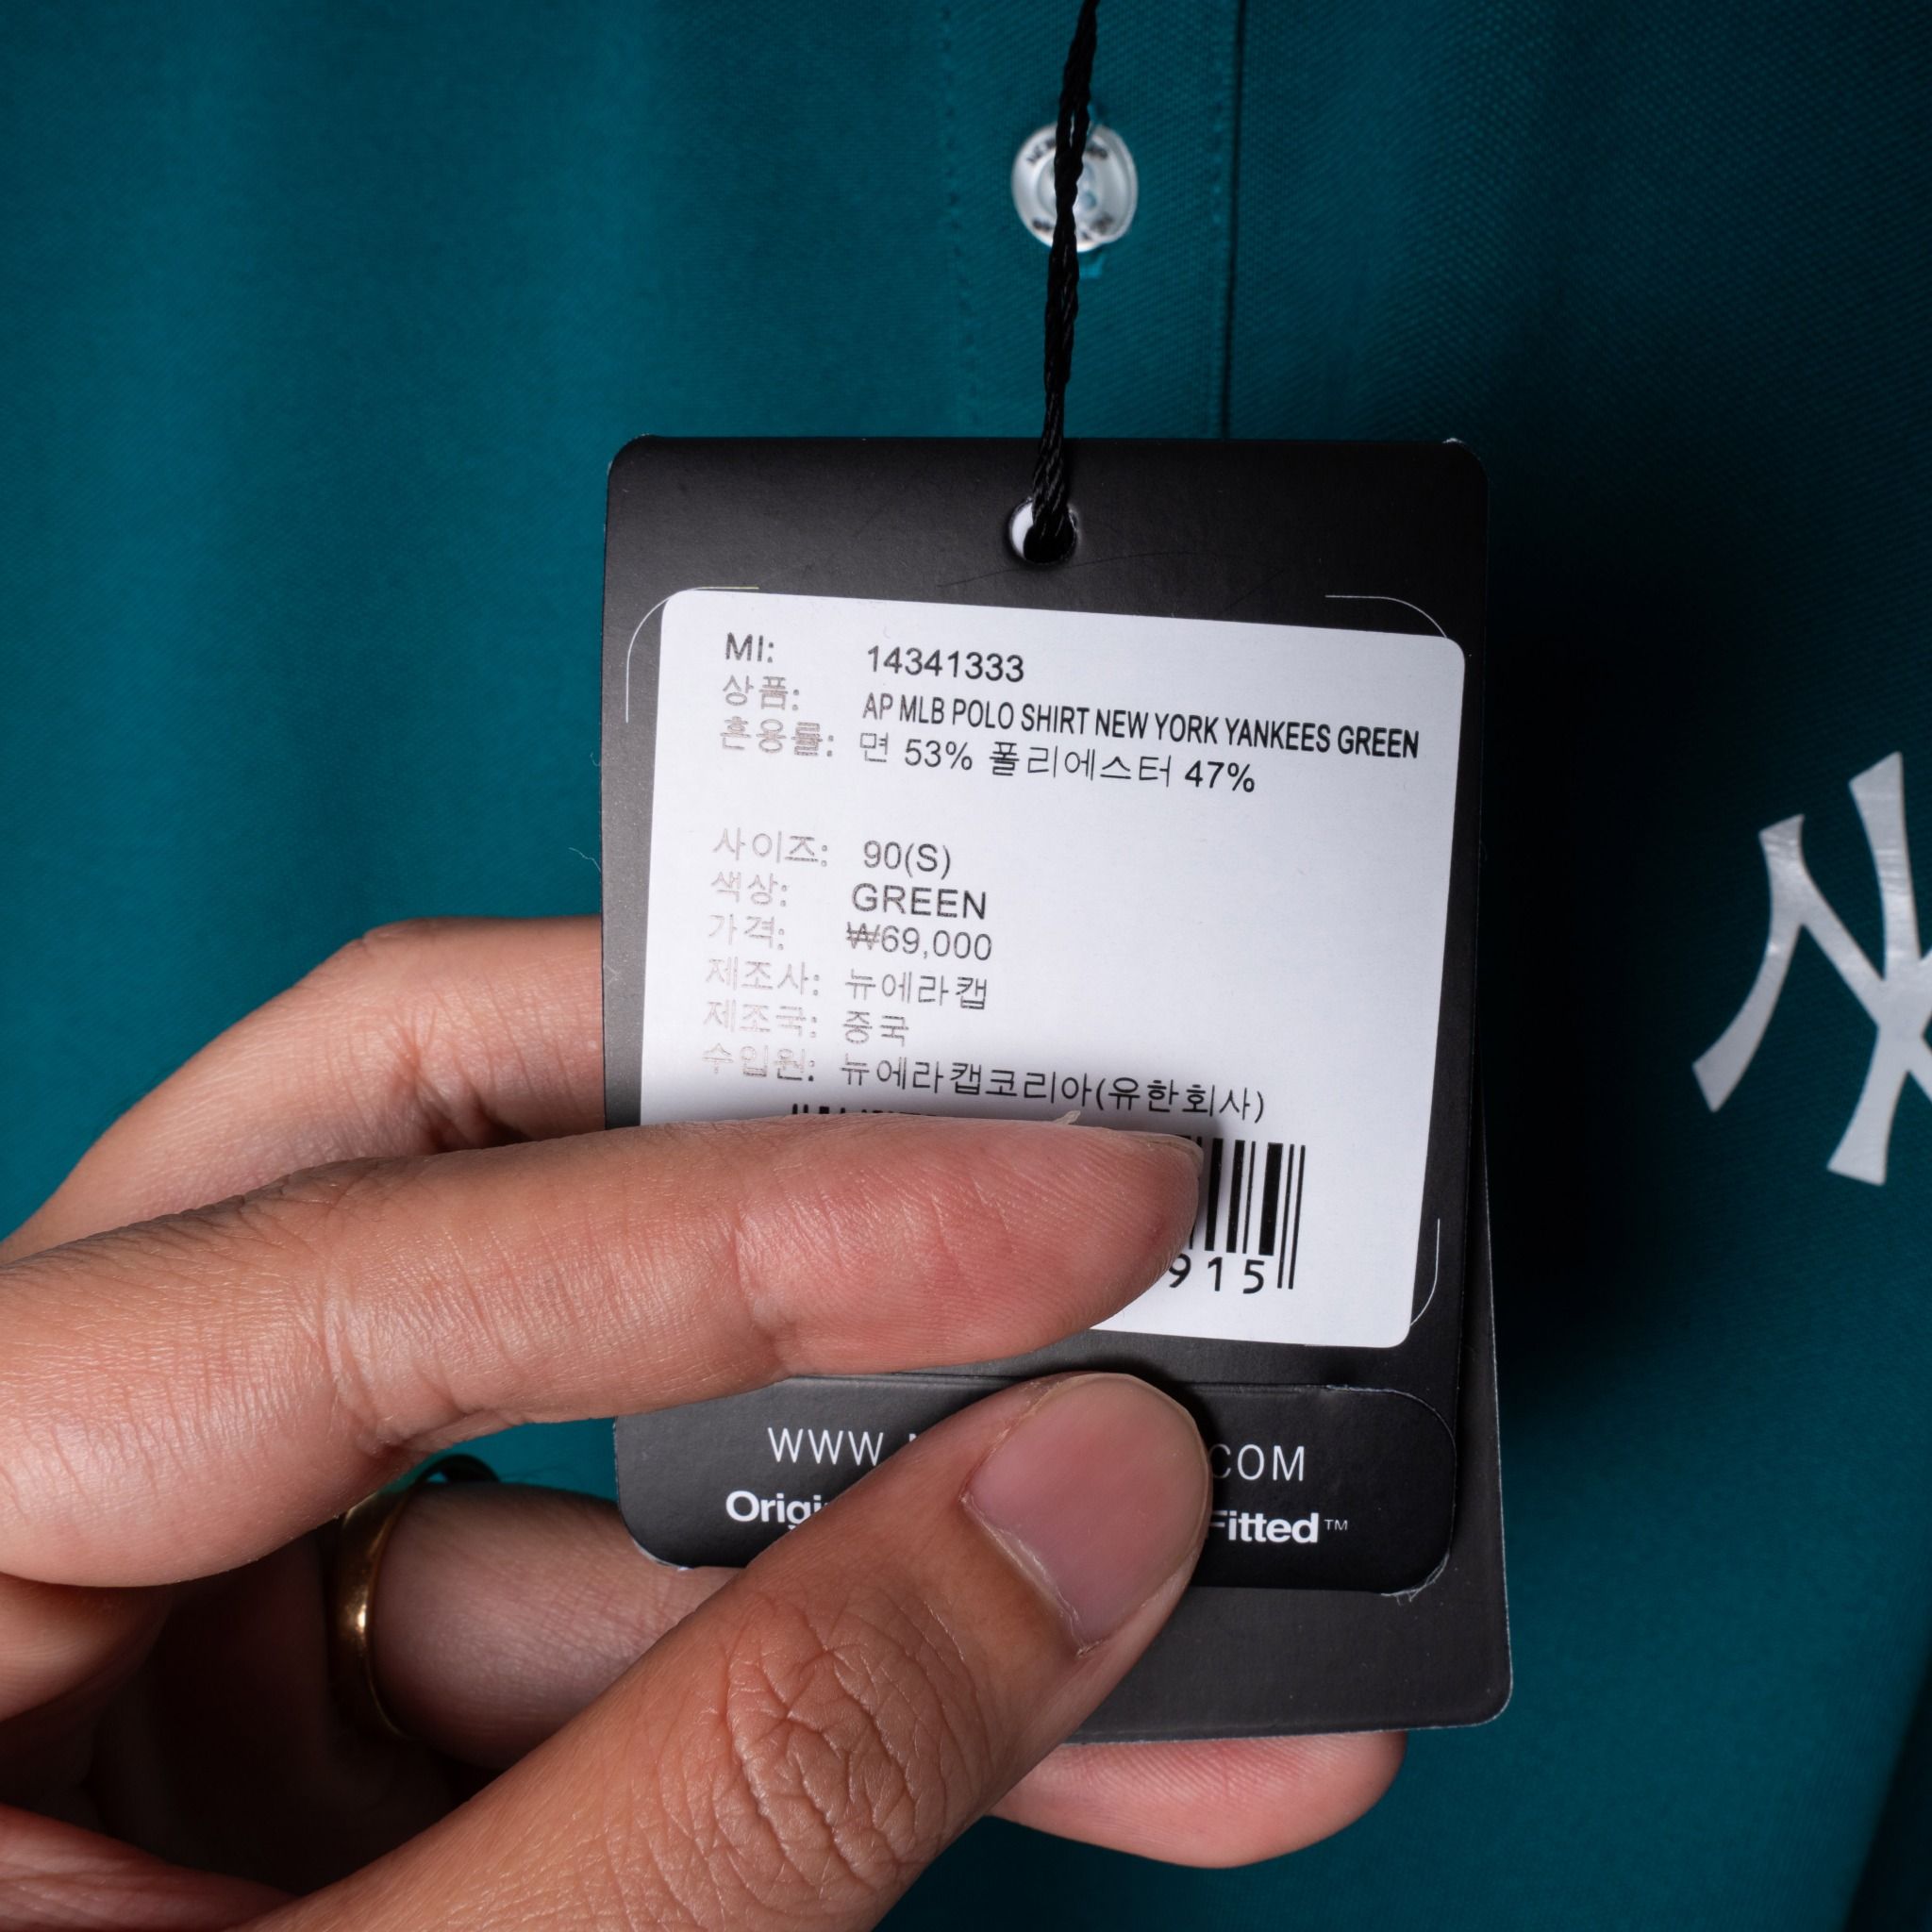 MI: 14341333
상품: AP MLB POLO SHIRT NEW YORK YANKEES GREEN
혼용률: 면 53% 폴리에스터 47%
사이즈: 90(S)
색상: GREEN
가격: ₩69,000
제조사: 뉴에라캡
제조국: 중국
수입원: 뉴에라캡코리아(유한회사)
915
WWW. COM
Fitted™